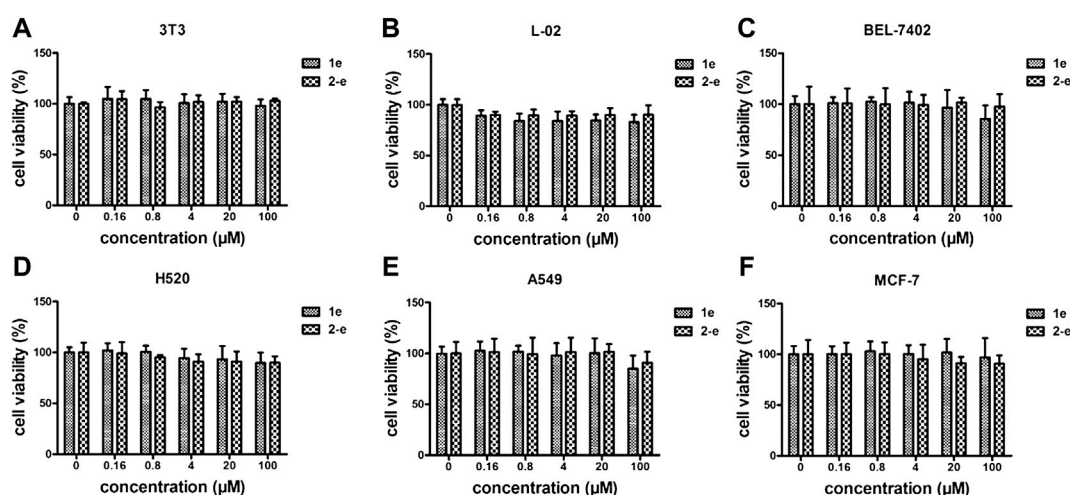 A
3T3
cell viability (%)
150
100
50
0
0 0.16 0.8 4 20 100
concentration (µM)
1e
2-e
B
L-02
cell viability (%)
150
100
50
0
0 0.16 0.8 4 20 100
concentration (µM)
1e
2-e
C
BEL-7402
cell viability (%)
150
100
50
0
0 0.16 0.8 4 20 100
concentration (µM)
1e
2-e
D
H520
cell viability (%)
150
100
50
0
0 0.16 0.8 4 20 100
concentration (µM)
1e
2-e
E
A549
cell viability (%)
150
100
50
0
0 0.16 0.8 4 20 100
concentration (µM)
1e
2-e
F
MCF-7
cell viability (%)
150
100
50
0
0 0.16 0.8 4 20 100
concentration (µM)
1e
2-e